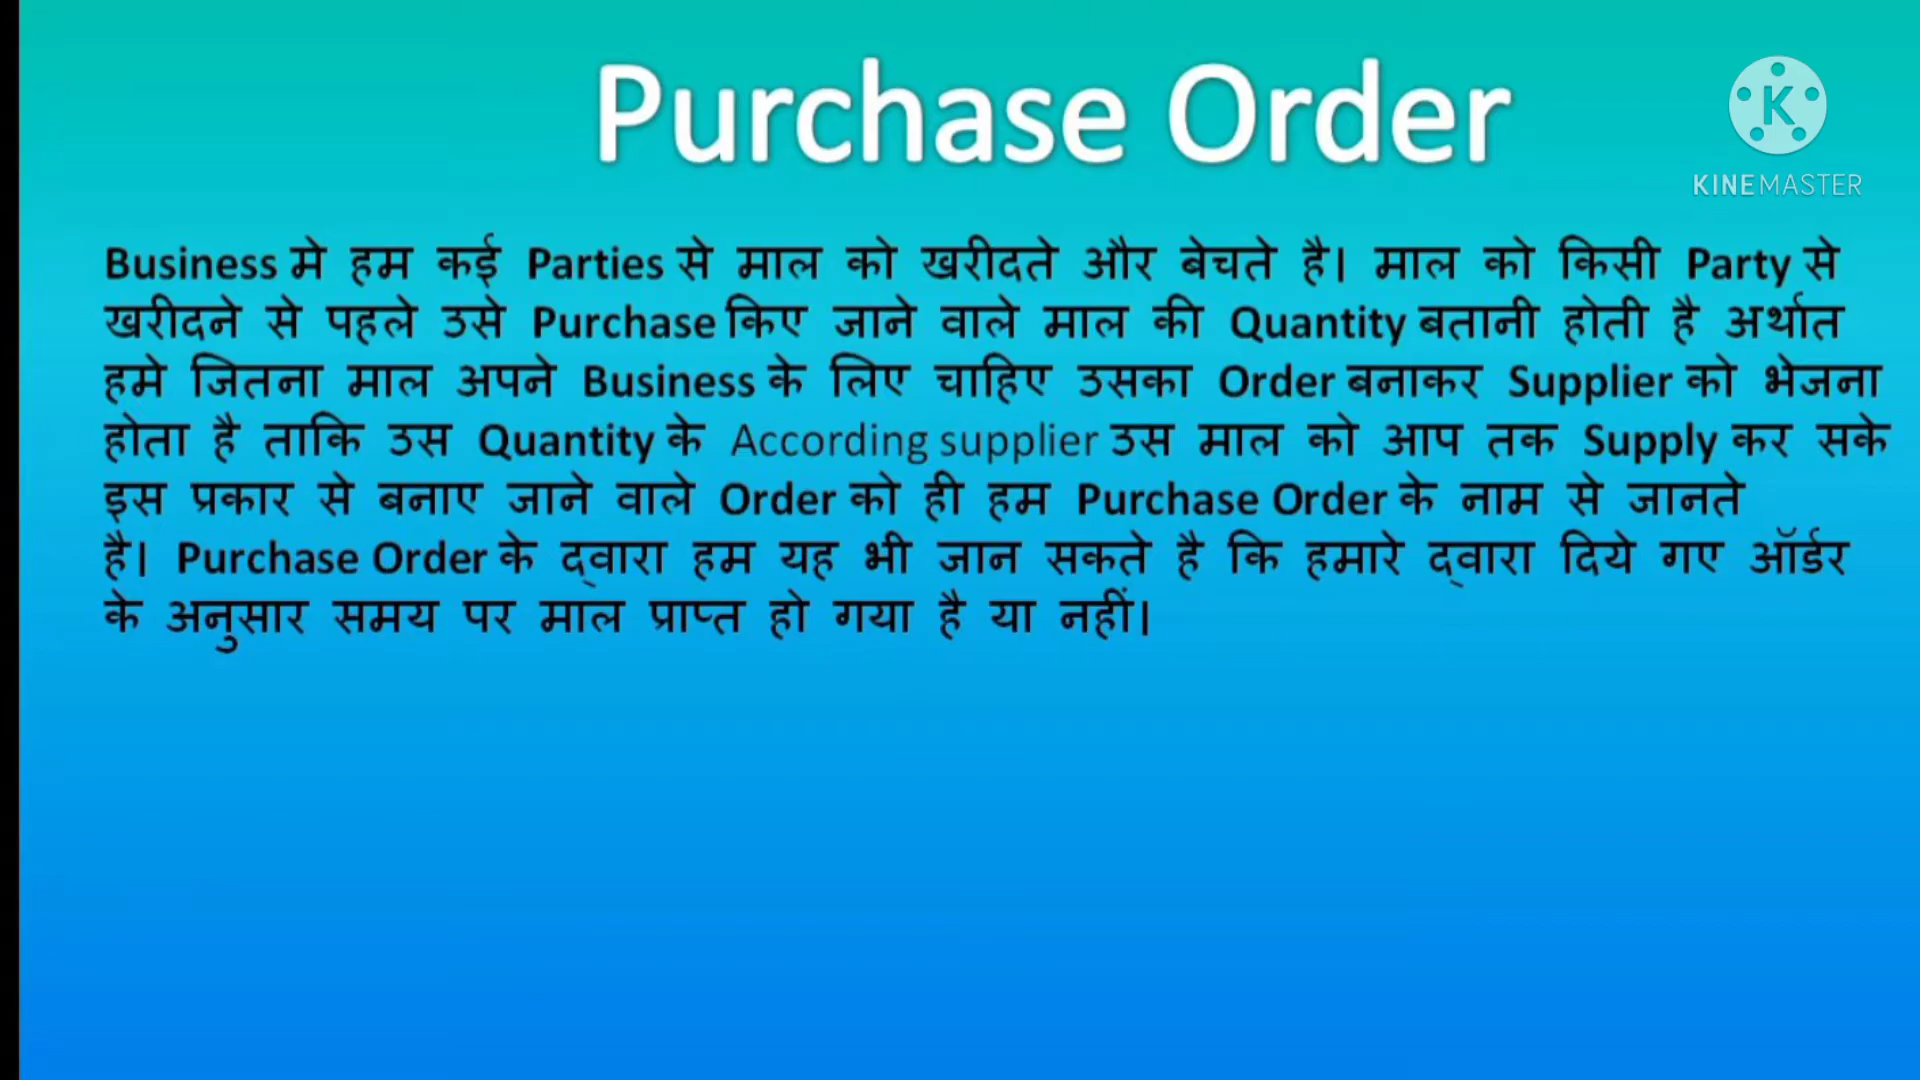 Purchase Order
KINEMASTER
Business मे हम कई Parties से माल को खरीदते और बेचते है। माल को किसी Party से
खरीदने से पहले उसे Purchase किए जाने वाले माल की Quantity बतानी होती है अर्थात
हमे जितना माल अपने Business के लिए चाहिए उसका Order बनाकर Supplier को भेजना
होता है ताकि उस Quantity के According supplier उस माल को आप तक Supply कर सके
इस प्रकार से बनाए जाने वाले Order को ही हम Purchase Order के नाम से जानते
है। Purchase Order के द्वारा हम यह भी जान सकते है कि हमारे द्वारा दिये गए ऑर्डर
के अनुसार समय पर माल प्राप्त हो गया है या नहीं।